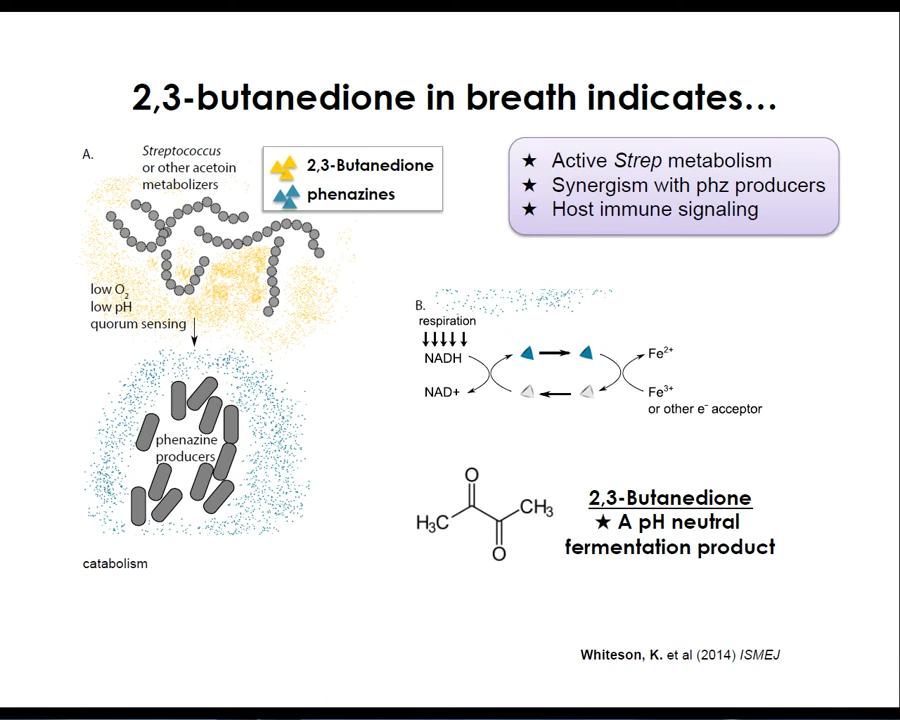 2,3-butanedione in breath indicates…
A.
Streptococcus
or other acetoin
metabolizers
2,3-Butanedione
phenazines
★ Active Strep metabolism
★ Synergism with phz producers
★ Host immune signaling
low O₂
low pH
quorum sensing
phenazine
producers
catabolism
B.
respiration
NADH
NAD+
Fe²⁺
Fe³⁺
or other e⁻ acceptor
O
H₃C
CH₃
O
2,3-Butanedione
★ A pH neutral
fermentation product
Whiteson, K. et al (2014) ISMEJ